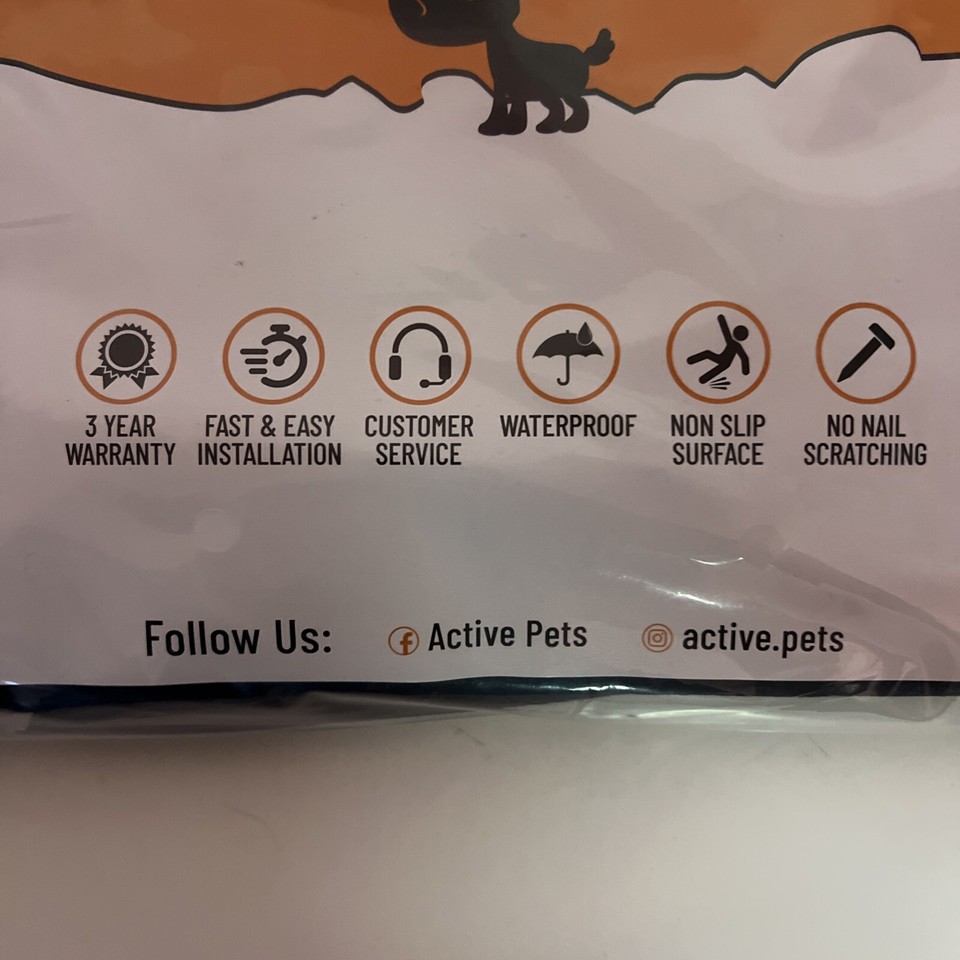 3 YEAR
WARRANTY
FAST & EASY
INSTALLATION
CUSTOMER
SERVICE
WATERPROOF
NON SLIP
SURFACE
NO NAIL
SCRATCHING
Follow Us: Active Pets active.pets